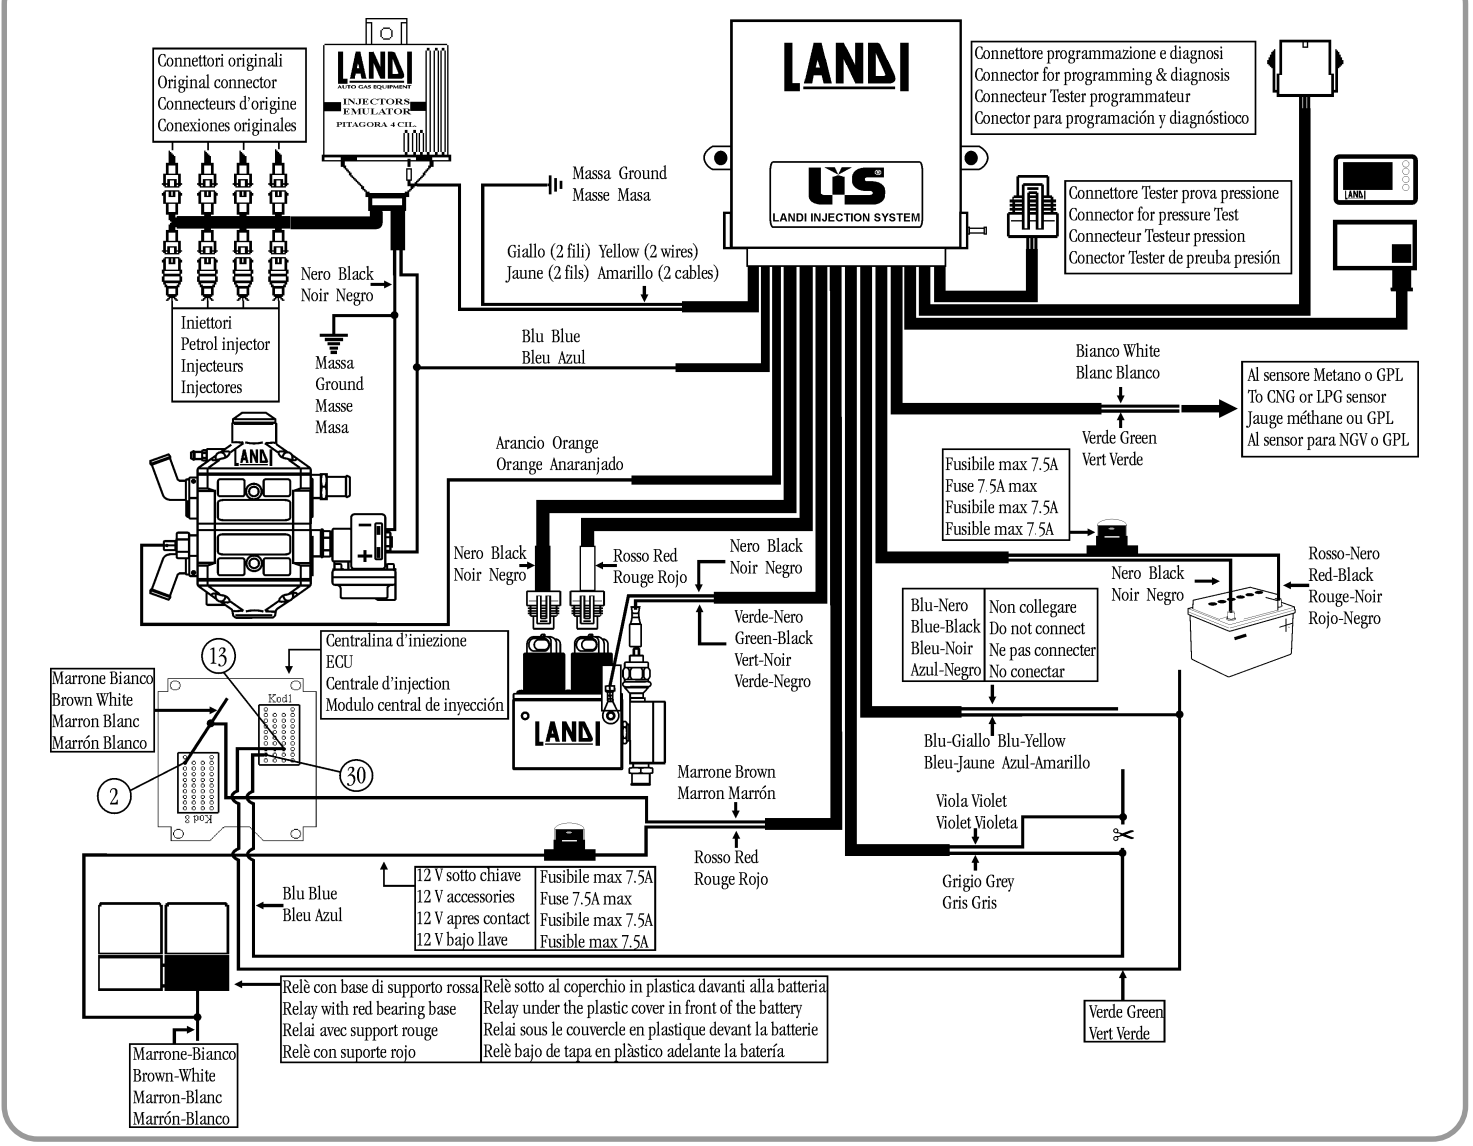 Connettori originali
Original connector
Connecteurs d'origine
Conexiones originales
LANDI
AUTO GAS EQUIPMENT
INJECTORS
EMULATOR
PITAGORA 4 CIL.
LANDI
LIS®
LANDI INJECTION SYSTEM
Connettore programmazione e diagnosi
Connector for programming & diagnosis
Connecteur Tester programmateur
Conector para programación y diagnóstioco
Massa Ground
Masse Masa
Connettore Tester prova pressione
Connector for pressure Test
Connecteur Testeur pression
Conector Tester de preuba presión
LANDI
Giallo (2 fili) Yellow (2 wires)
Jaune (2 fils) Amarillo (2 cables)
Nero Black
Noir Negro
Iniettori
Petrol injector
Injecteurs
Injectores
Massa
Ground
Masse
Masa
Blu Blue
Bleu Azul
Bianco White
Blanc Blanco
Al sensore Metano o GPL
To CNG or LPG sensor
Jauge méthane ou GPL
Al sensor para NGV o GPL
Verde Green
Vert Verde
LANDI
Arancio Orange
Orange Anaranjado
Fusibile max 7.5A
Fuse 7.5A max
Fusibile max 7.5A
Fusible max 7.5A
Nero Black
Noir Negro
Rosso Red
Rouge Rojo
Nero Black
Noir Negro
Nero Black
Noir Negro
Rosso-Nero
Red-Black
Rouge-Noir
Rojo-Negro
Verde-Nero
Green-Black
Vert-Noir
Verde-Negro
Blu-Nero
Blue-Black
Bleu-Noir
Azul-Negro
Non collegare
Do not connect
Ne pas connecter
No conectar
Centralina d'iniezione
ECU
Centrale d'injection
Modulo central de inyección
13
Marrone Bianco
Brown White
Marron Blanc
Marrón Blanco
Kod1
LANDI
Blu-Giallo Blu-Yellow
Bleu-Jaune Azul-Amarillo
2
30
Kod 2
Marrone Brown
Marron Marrón
Viola Violet
Violet Violeta
Rosso Red
Rouge Rojo
Grigio Grey
Gris Gris
12 V sotto chiave
12 V accessories
12 V apres contact
12 V bajo llave
Fusibile max 7.5A
Fuse 7.5A max
Fusibile max 7.5A
Fusible max 7.5A
Blu Blue
Bleu Azul
Relè con base di supporto rossa
Relay with red bearing base
Relai avec support rouge
Relè con suporte rojo
Relè sotto al coperchio in plastica davanti alla batteria
Relay under the plastic cover in front of the battery
Relai sous le couvercle en plastique devant la batterie
Relè bajo de tapa en plàstico adelante la batería
Verde Green
Vert Verde
Marrone-Bianco
Brown-White
Marron-Blanc
Marrón-Blanco